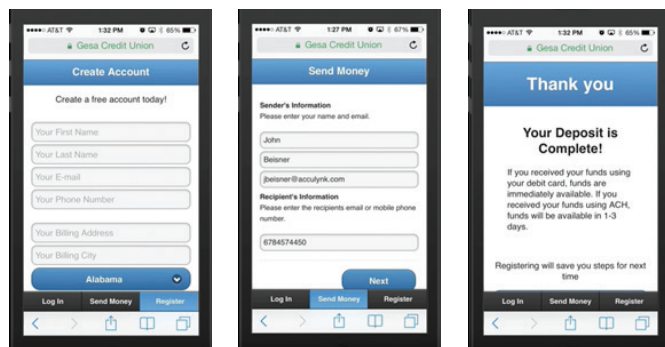 AT&T 1:32 PM 65%
Gesa Credit Union
Create Account
Create a free account today!
Your First Name
Your Last Name
Your E-mail
Your Phone Number
Your Billing Address
Your Billing City
Alabama
Log In Send Money Register
AT&T 1:27 PM 67%
Gesa Credit Union
Send Money
Sender's Information
Please enter your name and email.
John
Beisner
jbeisner@acculynk.com
Recipient's Information
Please enter the recipients email or mobile phone
number.
6784574450
Next
Log In Send Money Register
AT&T 1:32 PM 65%
Gesa Credit Union
Thank you
Your Deposit is
Complete!
If you received your funds using
your debit card, funds are
immediately available. If you
received your funds using ACH,
funds will be available in 1-3
days.
Registering will save you steps for next
time
Log In Send Money Register